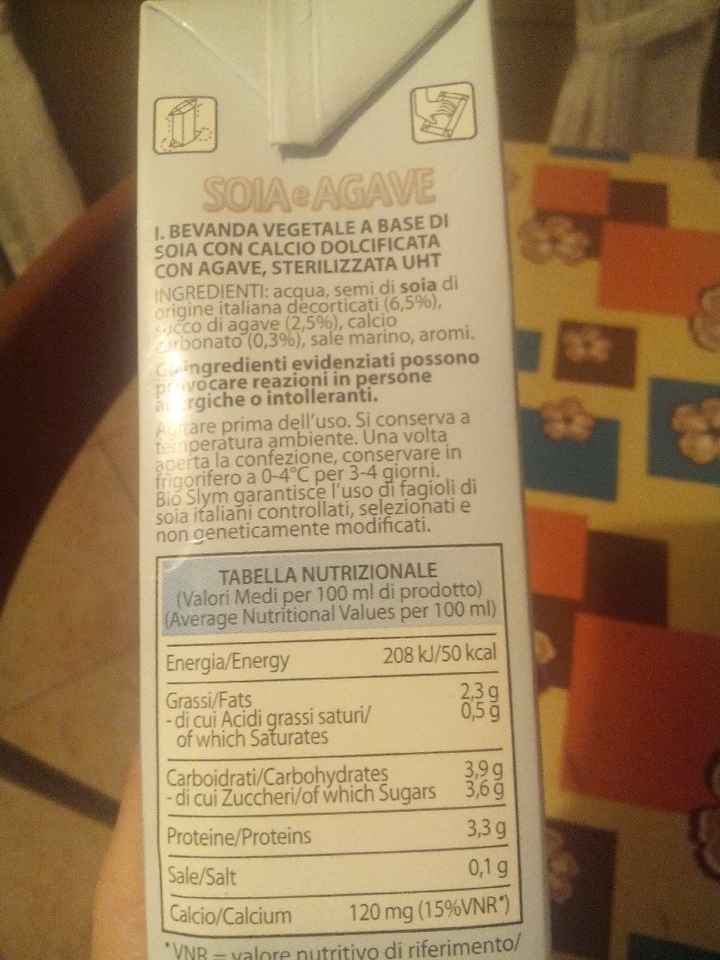 SOIA e AGAVE
I. BEVANDA VEGETALE A BASE DI
SOIA CON CALCIO DOLCIFICATA
CON AGAVE, STERILIZZATA UHT
INGREDIENTI: acqua, semi di soia di
origine italiana decorticati (6,5%),
succo di agave (2,5%), calcio
carbonato (0,3%), sale marino, aromi.
Gli ingredienti evidenziati possono
provocare reazioni in persone
allergiche o intolleranti.
Agitare prima dell'uso. Si conserva a
temperatura ambiente. Una volta
aperta la confezione, conservare in
frigorifero a 0-4°C per 3-4 giorni.
Bio Slym garantisce l'uso di fagioli di
soia italiani controllati, selezionati e
non geneticamente modificati.
TABELLA NUTRIZIONALE
(Valori Medi per 100 ml di prodotto)
(Average Nutritional Values per 100 ml)
Energia/Energy 208 kJ/50 kcal
Grassi/Fats 2,3 g
- di cui Acidi grassi saturi/ 0,5 g
of which Saturates
Carboidrati/Carbohydrates 3,9 g
- di cui Zuccheri/of which Sugars 3,6 g
Proteine/Proteins 3,3 g
Sale/Salt 0,1 g
Calcio/Calcium 120 mg (15%VNR*)
*VNR = valore nutritivo di riferimento/